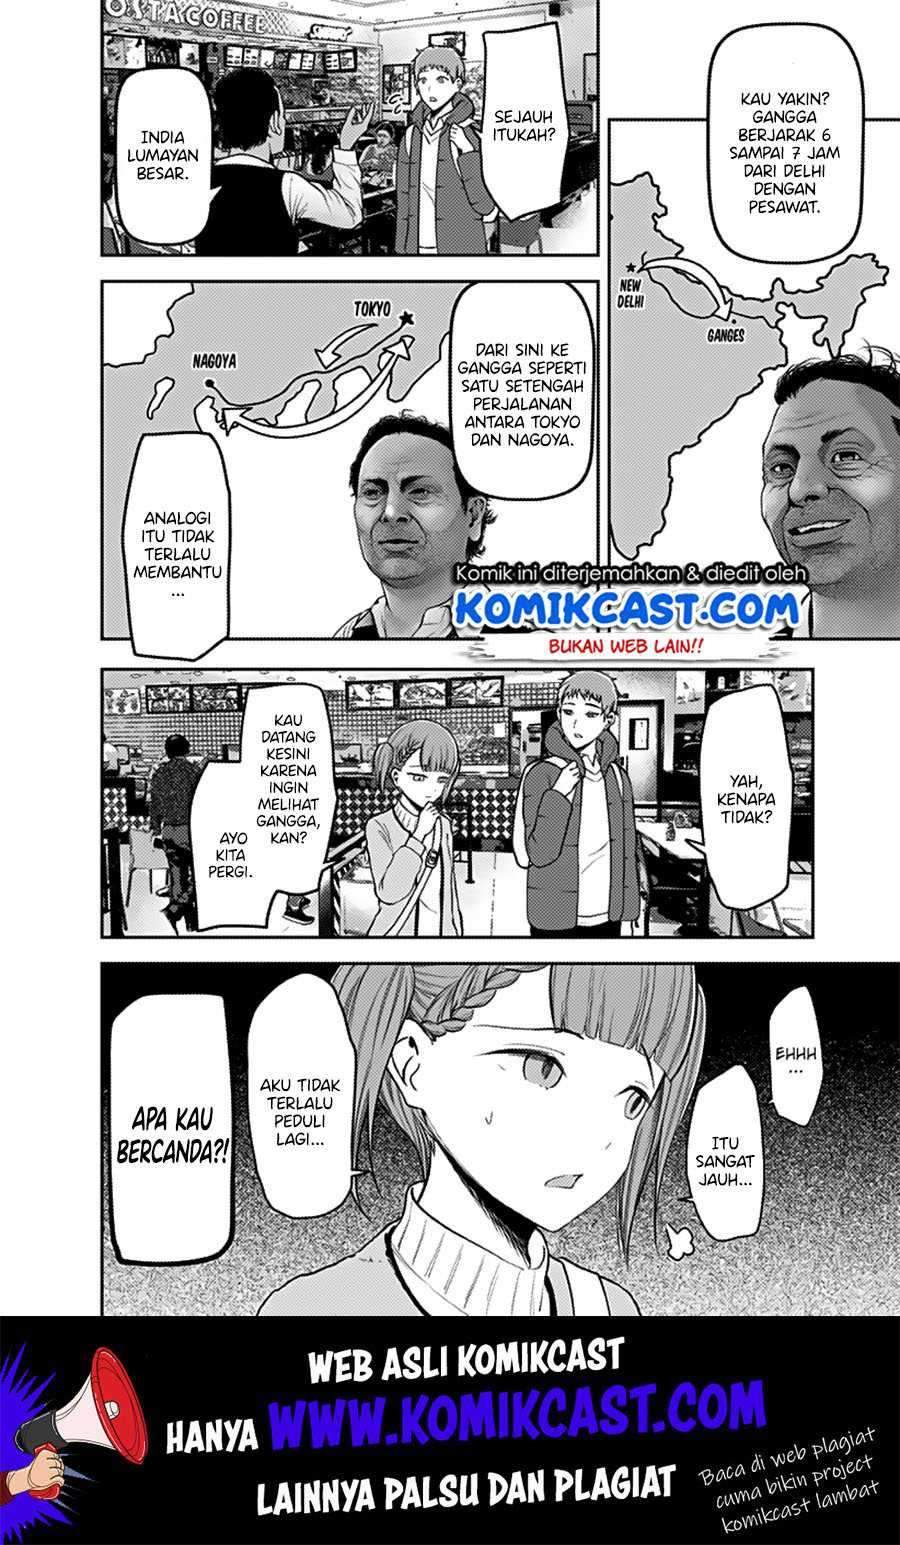 KAU YAKIN?
GANGGA
BERJARAK 6
SAMPAI 7 JAM
DARI DELHI
DENGAN
PESAWAT.
NEW
DELHI
GANGES
OSTA COFFEE
SEJAUH
ITUKAH?
INDIA
LUMAYAN
BESAR.
DARI SINI KE
GANGGA SEPERTI
SATU SETENGAH
PERJALANAN
ANTARA TOKYO
DAN NAGOYA.
TOKYO
NAGOYA
ANALOGI
ITU TIDAK
TERLALU
MEMBANTU
...
Komik ini diterjemahkan & diedit oleh
KOMIKCAST.COM
BUKAN WEB LAIN!!
YAH,
KENAPA
TIDAK?
KAU
DATANG
KESINI
KARENA
INGIN
MELIHAT
GANGGA,
KAN?
AYO
KITA
PERGI.
EHHH
...
ITU
SANGAT
JAUH...
AKU TIDAK
TERLALU
PEDULI
LAGI...
APA KAU
BERCANDA?!
WEB ASLI KOMIKCAST
HANYA WWW.KOMIKCAST.COM
LAINNYA PALSU DAN PLAGIAT
Baca di web plagiat
cuma bikin project
komikcast lambat